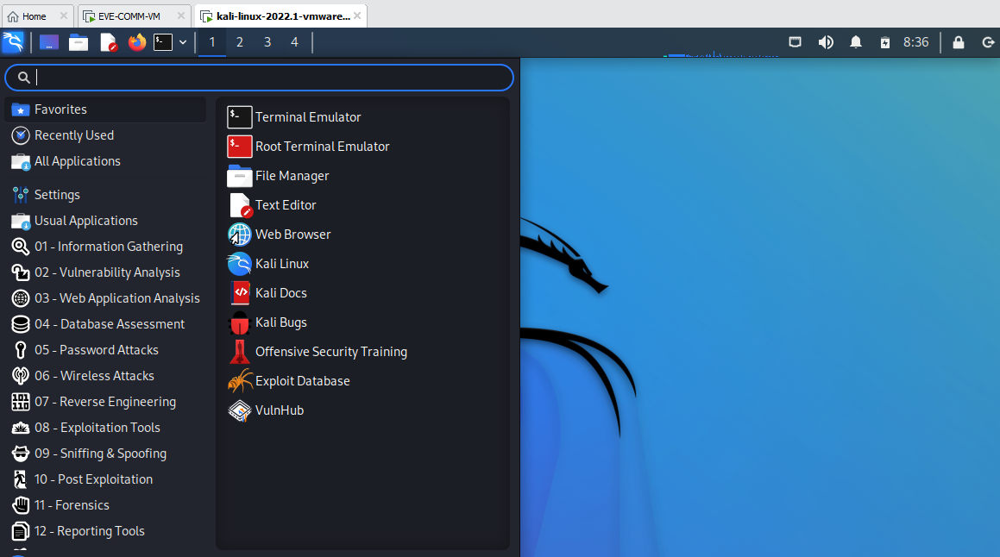 Home
EVE-COMM-VM
kali-linux-2022.1-vmware...
1 2 3 4
8:36
Favorites
Recently Used
All Applications
Settings
Usual Applications
01 - Information Gathering
02 - Vulnerability Analysis
03 - Web Application Analysis
04 - Database Assessment
05 - Password Attacks
06 - Wireless Attacks
07 - Reverse Engineering
08 - Exploitation Tools
09 - Sniffing & Spoofing
10 - Post Exploitation
11 - Forensics
12 - Reporting Tools
Terminal Emulator
Root Terminal Emulator
File Manager
Text Editor
Web Browser
Kali Linux
Kali Docs
Kali Bugs
Offensive Security Training
Exploit Database
VulnHub